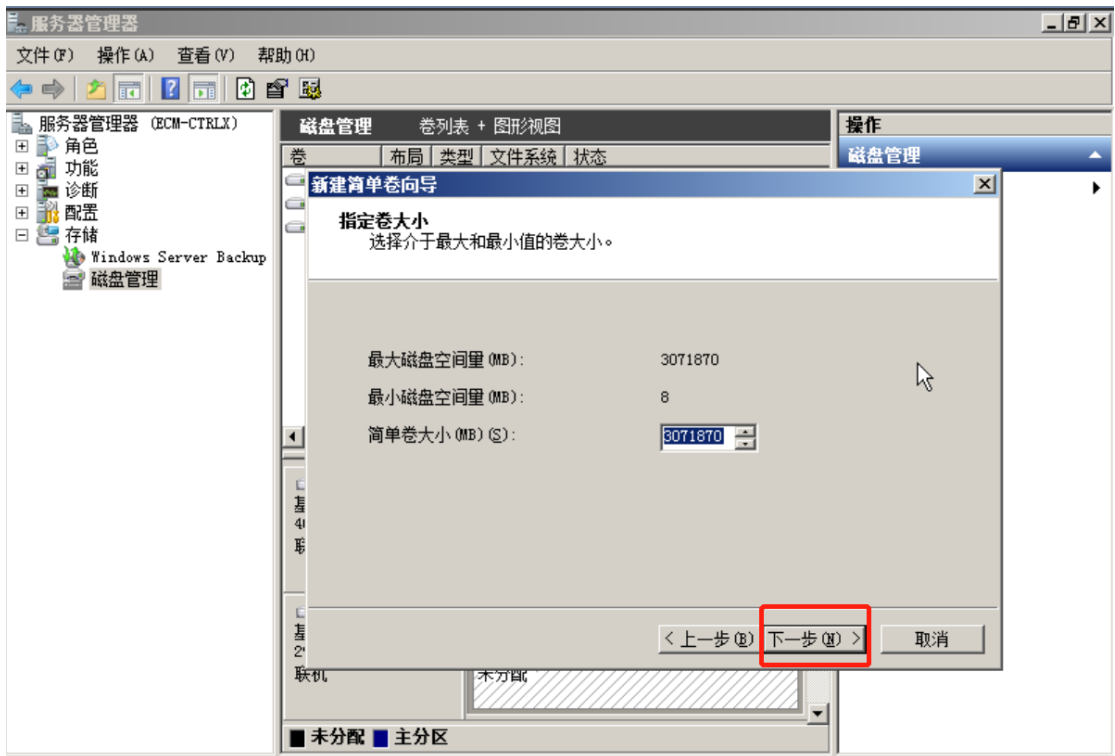 服务器管理器
文件(F) 操作(A) 查看(V) 帮助(H)
服务器管理器 (ECM-CTRLX)
角色
功能
诊断
配置
存储
Windows Server Backup
磁盘管理
磁盘管理 卷列表 + 图形视图
卷 布局 类型 文件系统 状态
操作
磁盘管理
新建简单卷向导
指定卷大小
选择介于最大和最小值的卷大小。
最大磁盘空间量(MB): 3071870
最小磁盘空间量(MB): 8
简单卷大小(MB)(S): 3071870
<上一步(B) 下一步(N) > 取消
联机 未分配
未分配 主分区